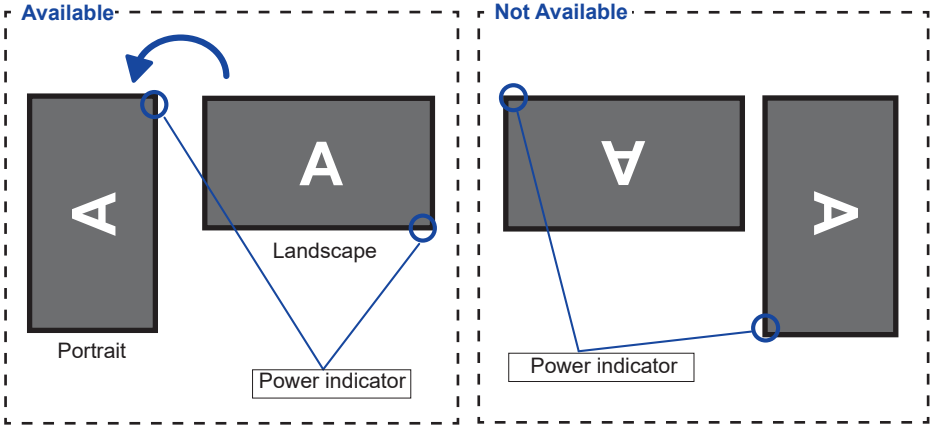 Available
Not Available
A
A
A
A
Landscape
Portrait
Power indicator
Power indicator